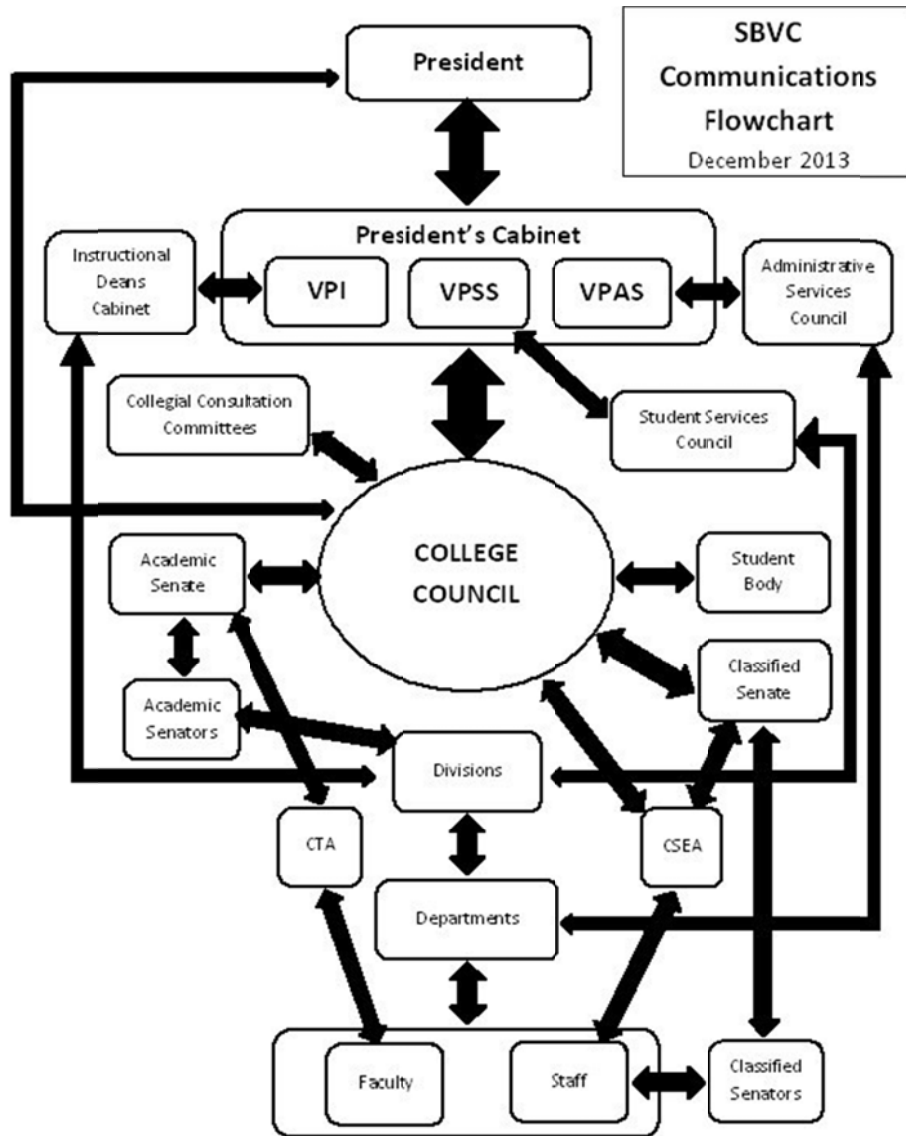 SBVC
Communications
Flowchart
December 2013
President
President's Cabinet
VPI
VPSS
VPAS
Instructional
Deans
Cabinet
Administrative
Services
Council
Collegial Consultation
Committees
Student Services
Council
COLLEGE
COUNCIL
Academic
Senate
Student
Body
Academic
Senators
Classified
Senate
Divisions
CTA
CSEA
Departments
Faculty
Staff
Classified
Senators